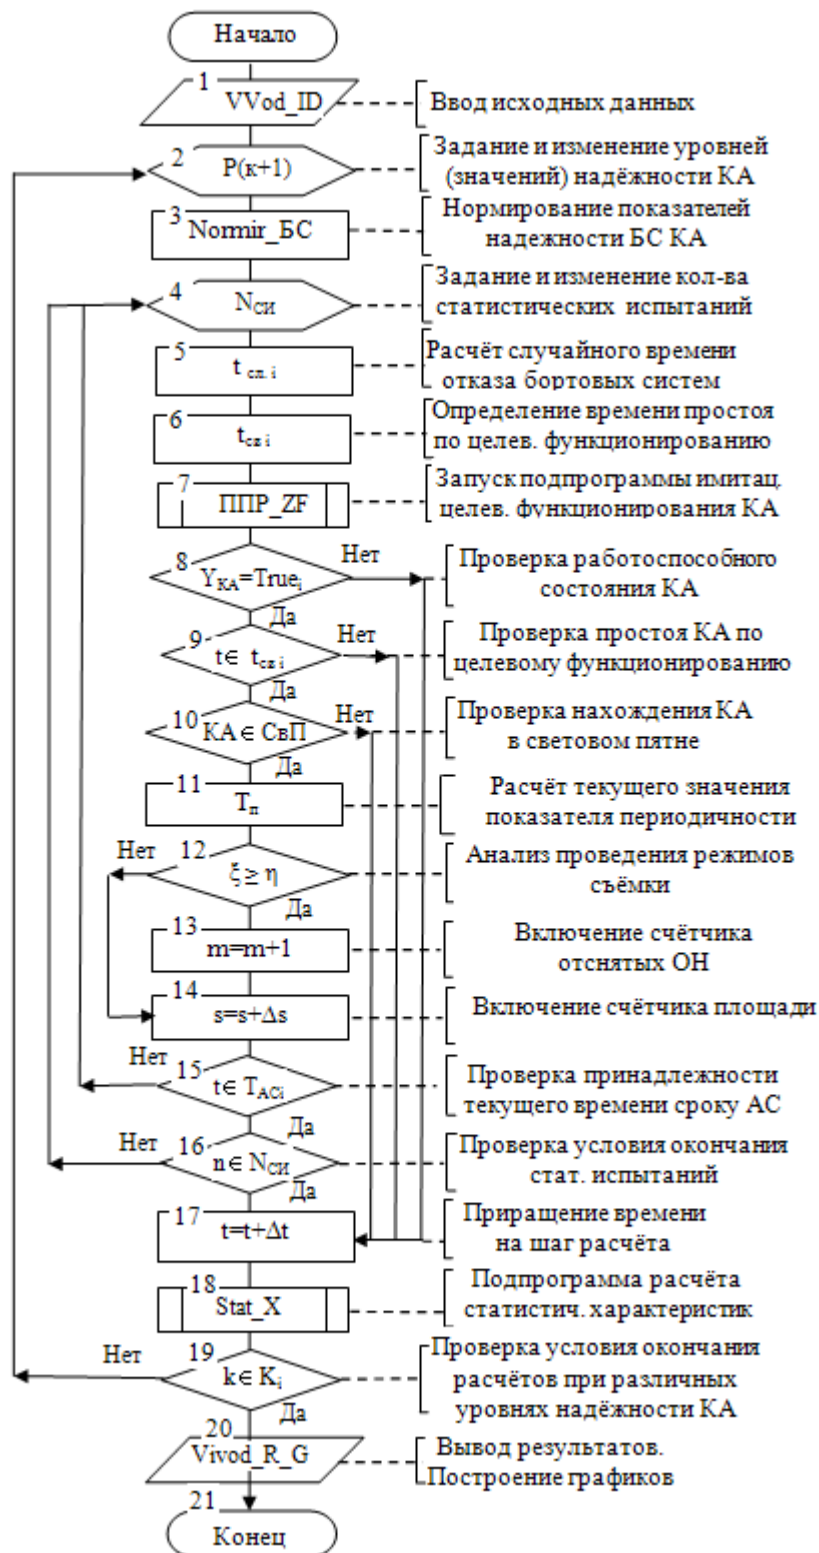 Начало
1
VVod_ID
Ввод исходных данных
2
P(к+1)
Задание и изменение уровней
(значений) надёжности КА
3
Normir_БС
Нормирование показателей
надежности БС КА
4
NСИ
Задание и изменение кол-ва
статистических испытаний
5
t сл. i
Расчёт случайного времени
отказа бортовых систем
6
tсв i
Определение времени простоя
по целев. функционированию
7
ППР_ZF
Запуск подпрограммы имитац.
целев. функционирования КА
8
YКА=Truei
Нет
Да
Проверка работоспособного
состояния КА
9
t∈ tсв i
Нет
Да
Проверка простоя КА по
целевому функционированию
10
КА∈ СвП
Нет
Да
Проверка нахождения КА
в световом пятне
11
Тп
Расчёт текущего значения
показателя периодичности
Нет
12
ξ ≥ η
Да
Анализ проведения режимов
съёмки
13
m=m+1
Включение счётчика
отснятых ОН
14
s=s+Δs
Включение счётчика площади
Нет
15
t∈ TАСi
Да
Проверка принадлежности
текущего времени сроку АС
Нет
16
n∈ NСИ
Да
Проверка условия окончания
стат. испытаний
17
t=t+Δt
Приращение времени
на шаг расчёта
18
Stat_X
Подпрограмма расчёта
статистич. характеристик
Нет
19
k∈ Ki
Да
Проверка условия окончания
расчётов при различных
уровнях надёжности КА
20
Vivod_R_G
Вывод результатов.
Построение графиков
21
Конец